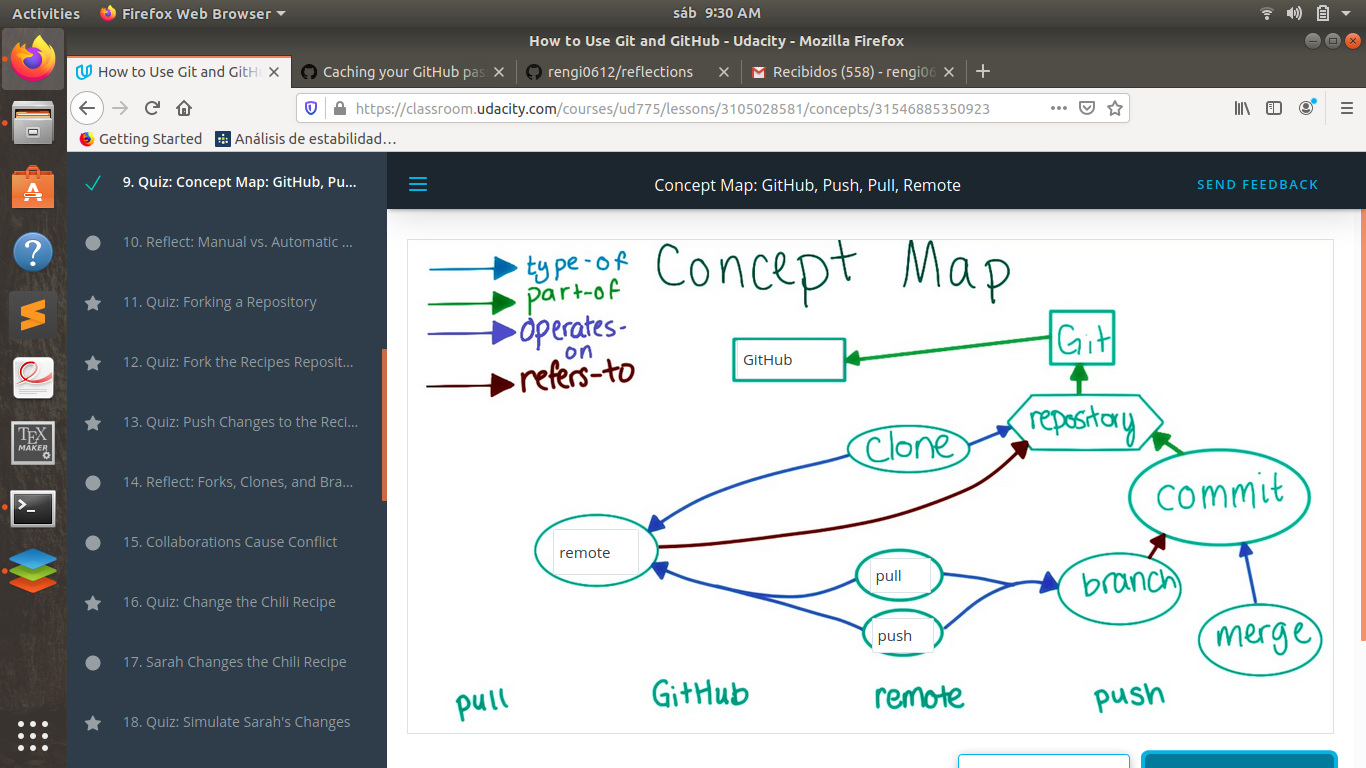 Activities Firefox Web Browser sáb 9:30 AM
How to Use Git and GitHub - Udacity - Mozilla Firefox
How to Use Git and GitH Caching your GitHub pas rengi0612/reflections Recibidos (558) - rengi06
https://classroom.udacity.com/courses/ud775/lessons/3105028581/concepts/31546885350923
Getting Started Análisis de estabilidad…
9. Quiz: Concept Map: GitHub, Pu...
10. Reflect: Manual vs. Automatic ...
11. Quiz: Forking a Repository
12. Quiz: Fork the Recipes Reposit...
13. Quiz: Push Changes to the Reci...
14. Reflect: Forks, Clones, and Bra...
15. Collaborations Cause Conflict
16. Quiz: Change the Chili Recipe
17. Sarah Changes the Chili Recipe
18. Quiz: Simulate Sarah's Changes
TEX
MAKER
Concept Map: GitHub, Push, Pull, Remote
SEND FEEDBACK
Concept Map
type-of
part-of
operates-
on
refers-to
GitHub
Git
repository
clone
commit
remote
pull
branch
push
merge
pull GitHub remote push